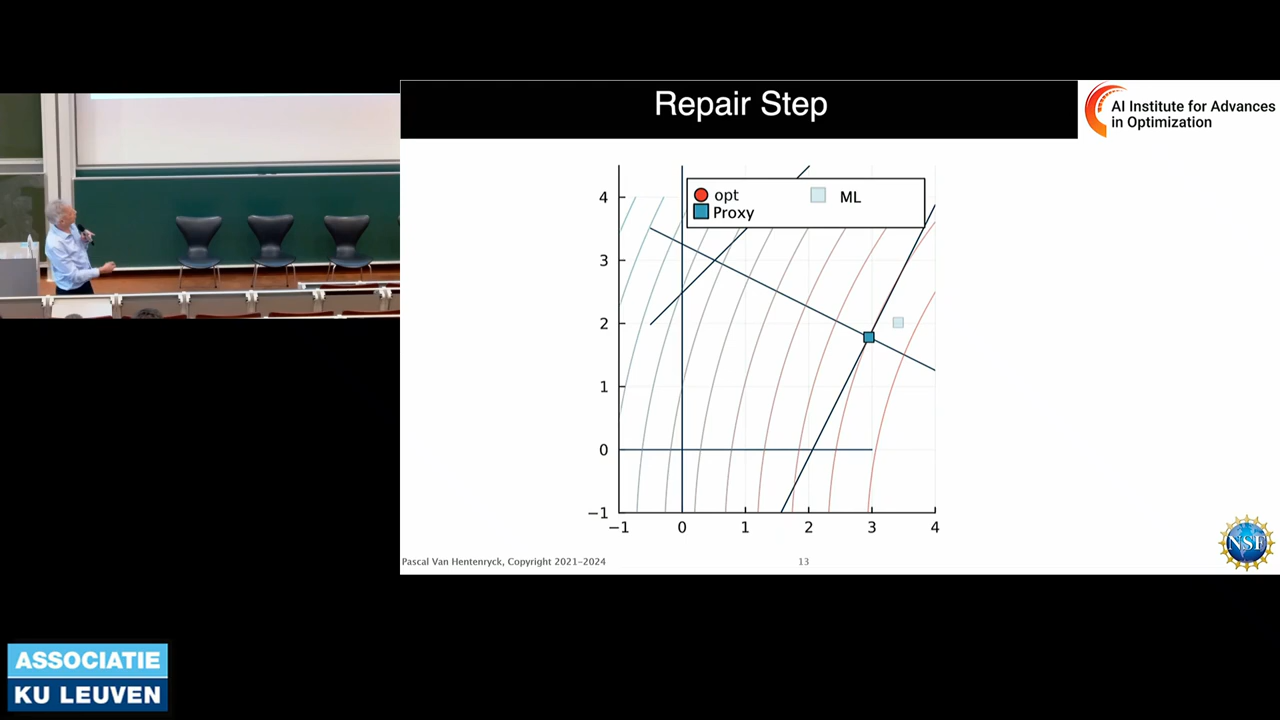 Repair Step
AI Institute for Advances
in Optimization
opt
ML
Proxy
4
3
2
1
0
−1
−1
0
1
2
3
4
Pascal Van Hentenryck, Copyright 2021–2024
13
NSF
ASSOCIATIE
KU LEUVEN